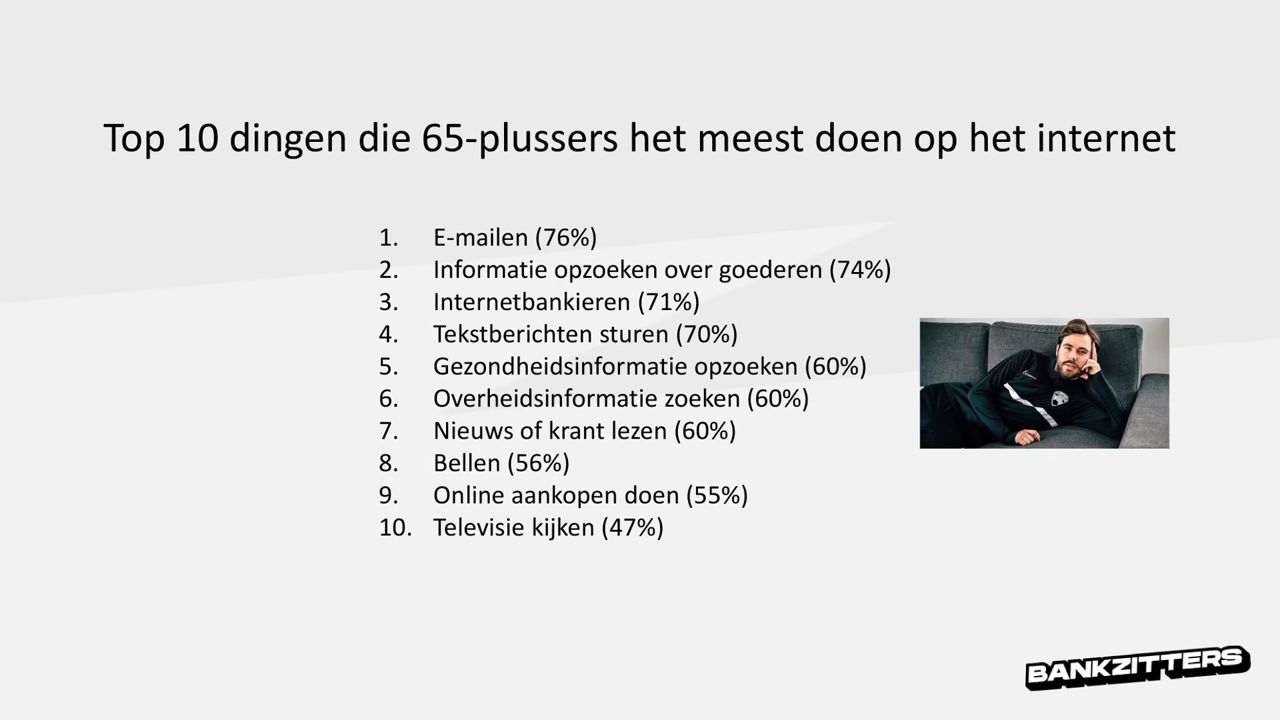 Top 10 dingen die 65-plussers het meest doen op het internet
1. E-mailen (76%)
2. Informatie opzoeken over goederen (74%)
3. Internetbankieren (71%)
4. Tekstberichten sturen (70%)
5. Gezondheidsinformatie opzoeken (60%)
6. Overheidsinformatie zoeken (60%)
7. Nieuws of krant lezen (60%)
8. Bellen (56%)
9. Online aankopen doen (55%)
10. Televisie kijken (47%)
BANKZITTERS